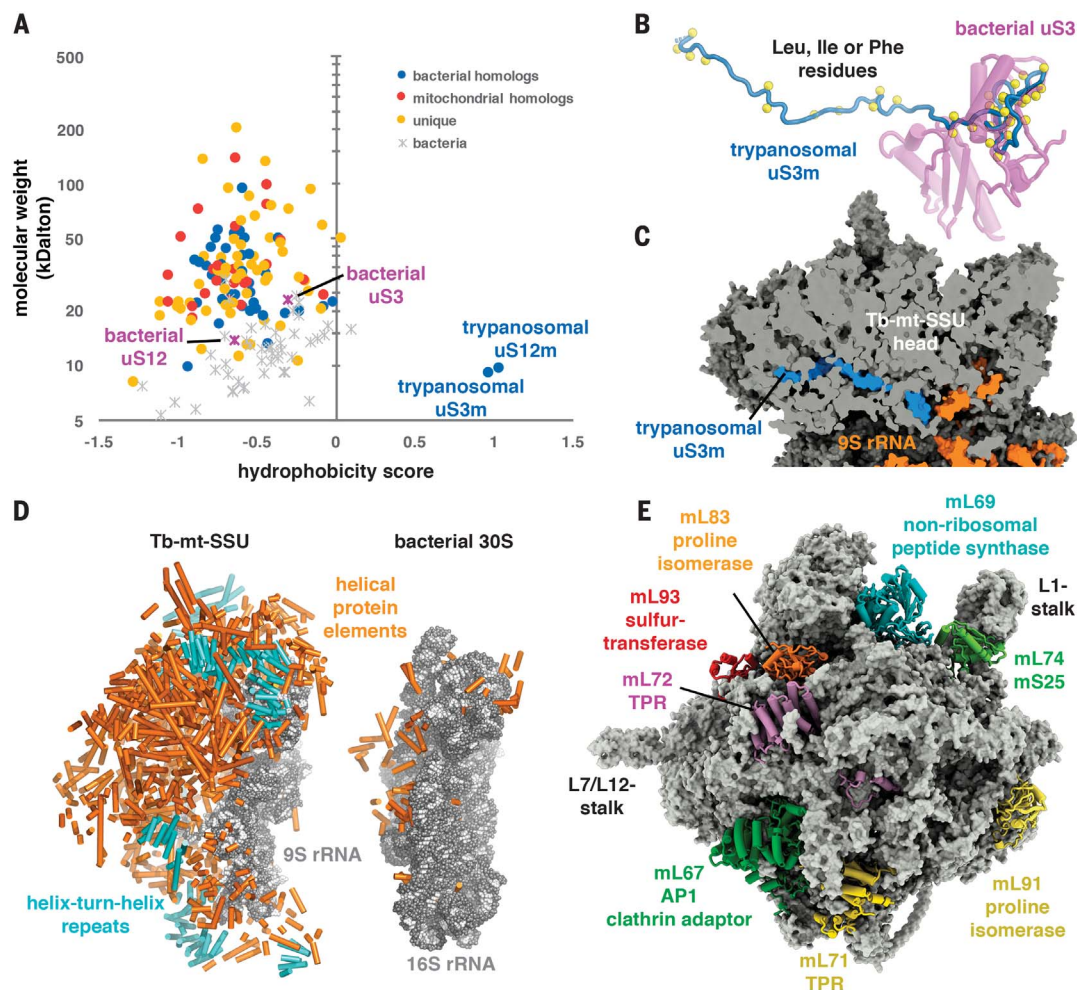 A
500
200
100
50
20
10
5
-1.5
-1
-0.5
0
0.5
1
1.5
molecular weight
(kDalton)
hydrophobicity score
bacterial homologs
mitochondrial homologs
unique
bacteria
bacterial
uS3
bacterial
uS12
trypanosomal
uS12m
trypanosomal
uS3m
B
bacterial uS3
Leu, Ile or Phe
residues
trypanosomal
uS3m
C
Tb-mt-SSU
head
trypanosomal
uS3m
9S rRNA
D
Tb-mt-SSU
bacterial 30S
helical
protein
elements
9S rRNA
helix-turn-helix
repeats
16S rRNA
E
mL69
non-ribosomal
peptide synthase
mL83
proline
isomerase
L1-
stalk
mL93
sulfur-
transferase
mL74
mS25
mL72
TPR
L7/L12-
stalk
mL67
AP1
clathrin adaptor
mL91
proline
isomerase
mL71
TPR